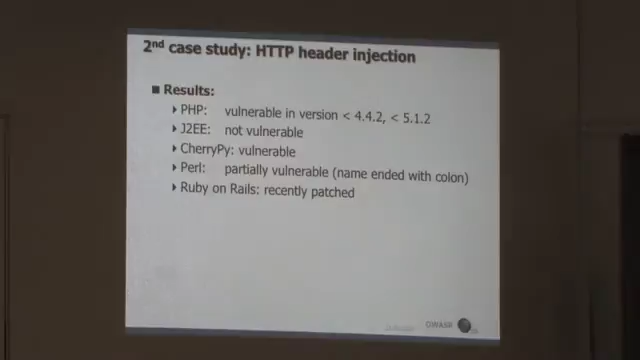 2nd case study: HTTP header injection
Results:
PHP: vulnerable in version < 4.4.2, < 5.1.2
J2EE: not vulnerable
CherryPy: vulnerable
Perl: partially vulnerable (name ended with colon)
Ruby on Rails: recently patched
OWASP